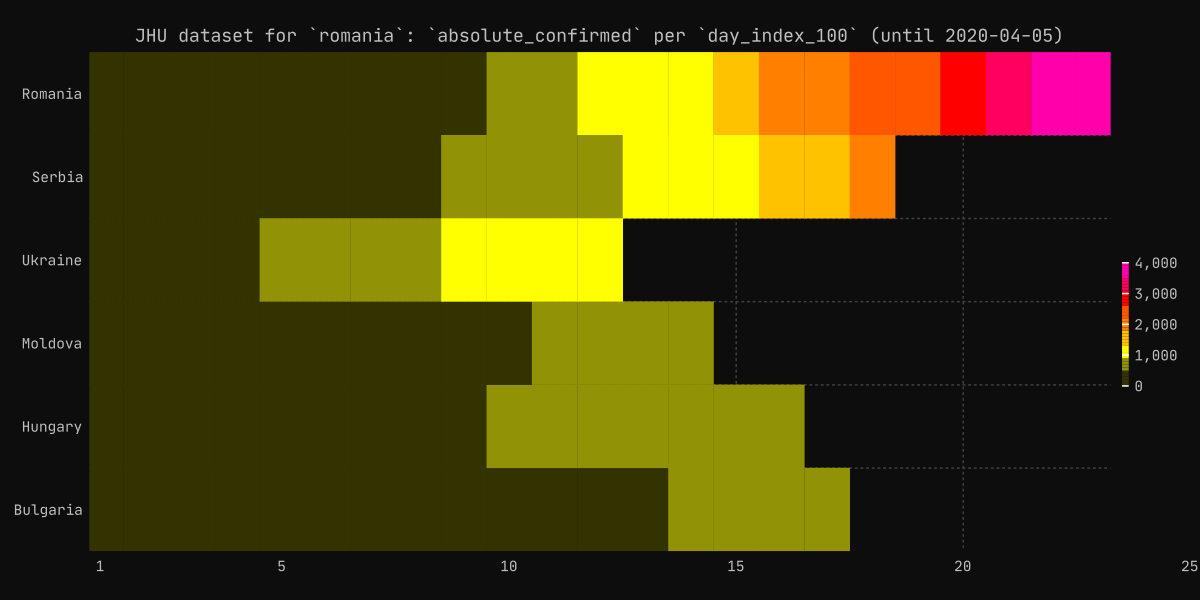 JHU dataset for `romania`: `absolute_confirmed` per `day_index_100` (until 2020-04-05)
Romania
Serbia
Ukraine
Moldova
Hungary
Bulgaria
4,000
3,000
2,000
1,000
0
1 5 10 15 20 25